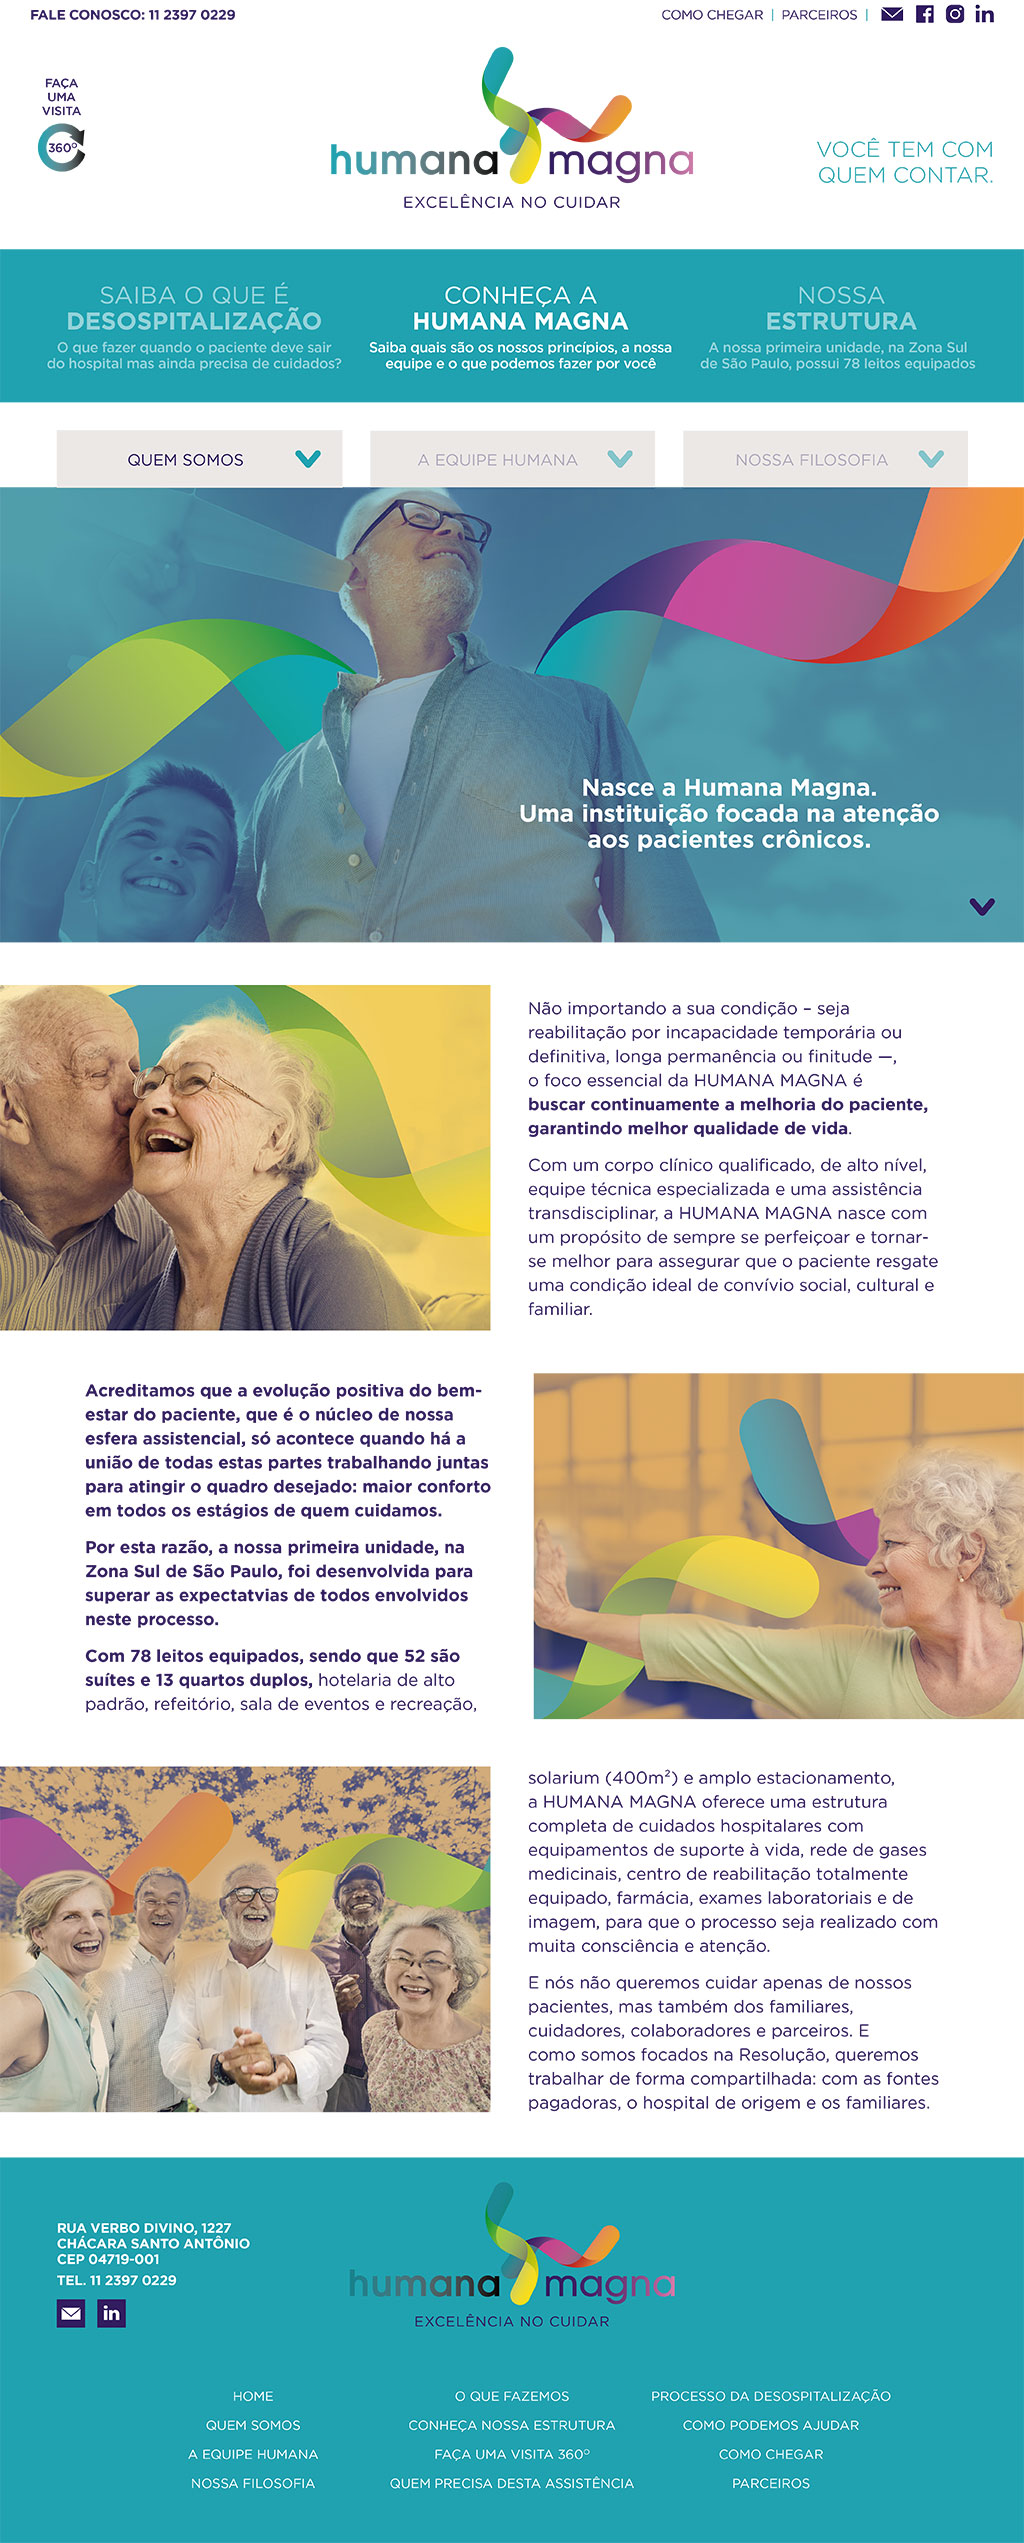 FALE CONOSCO: 11 2397 0229
COMO CHEGAR | PARCEIROS |
FAÇA
UMA
VISITA
360º
humana magna
EXCELÊNCIA NO CUIDAR
VOCÊ TEM COM
QUEM CONTAR.
SAIBA O QUE É
DESOSPITALIZAÇÃO
O que fazer quando o paciente deve sair
do hospital mas ainda precisa de cuidados?
CONHEÇA A
HUMANA MAGNA
Saiba quais são os nossos princípios, a nossa
equipe e o que podemos fazer por você
NOSSA
ESTRUTURA
A nossa primeira unidade, na Zona Sul
de São Paulo, possui 78 leitos equipados
QUEM SOMOS
A EQUIPE HUMANA
NOSSA FILOSOFIA
Nasce a Humana Magna.
Uma instituição focada na atenção
aos pacientes crônicos.
Não importando a sua condição – seja
reabilitação por incapacidade temporária ou
definitiva, longa permanência ou finitude —,
o foco essencial da HUMANA MAGNA é
buscar continuamente a melhoria do paciente,
garantindo melhor qualidade de vida.
Com um corpo clínico qualificado, de alto nível,
equipe técnica especializada e uma assistência
transdisciplinar, a HUMANA MAGNA nasce com
um propósito de sempre se perfeiçoar e tornar-
se melhor para assegurar que o paciente resgate
uma condição ideal de convívio social, cultural e
familiar.
Acreditamos que a evolução positiva do bem-
estar do paciente, que é o núcleo de nossa
esfera assistencial, só acontece quando há a
união de todas estas partes trabalhando juntas
para atingir o quadro desejado: maior conforto
em todos os estágios de quem cuidamos.
Por esta razão, a nossa primeira unidade, na
Zona Sul de São Paulo, foi desenvolvida para
superar as expectatvias de todos envolvidos
neste processo.
Com 78 leitos equipados, sendo que 52 são
suítes e 13 quartos duplos, hotelaria de alto
padrão, refeitório, sala de eventos e recreação,
solarium (400m²) e amplo estacionamento,
a HUMANA MAGNA oferece uma estrutura
completa de cuidados hospitalares com
equipamentos de suporte à vida, rede de gases
medicinais, centro de reabilitação totalmente
equipado, farmácia, exames laboratoriais e de
imagem, para que o processo seja realizado com
muita consciência e atenção.
E nós não queremos cuidar apenas de nossos
pacientes, mas também dos familiares,
cuidadores, colaboradores e parceiros. E
como somos focados na Resolução, queremos
trabalhar de forma compartilhada: com as fontes
pagadoras, o hospital de origem e os familiares.
RUA VERBO DIVINO, 1227
CHÁCARA SANTO ANTÔNIO
CEP 04719-001
TEL. 11 2397 0229
humana magna
EXCELÊNCIA NO CUIDAR
HOME
QUEM SOMOS
A EQUIPE HUMANA
NOSSA FILOSOFIA
O QUE FAZEMOS
CONHEÇA NOSSA ESTRUTURA
FAÇA UMA VISITA 360º
QUEM PRECISA DESTA ASSISTÊNCIA
PROCESSO DA DESOSPITALIZAÇÃO
COMO PODEMOS AJUDAR
COMO CHEGAR
PARCEIROS